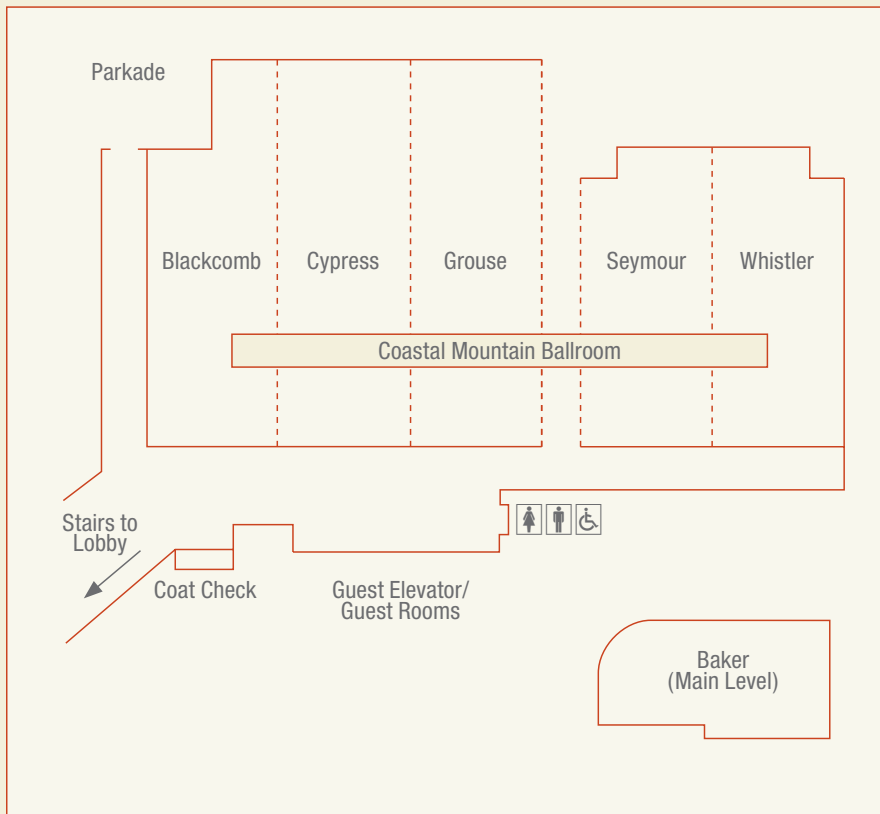 Parkade
Blackcomb
Cypress
Grouse
Seymour
Whistler
Coastal Mountain Ballroom
Stairs to
Lobby
Coat Check
Guest Elevator/
Guest Rooms
Baker
(Main Level)